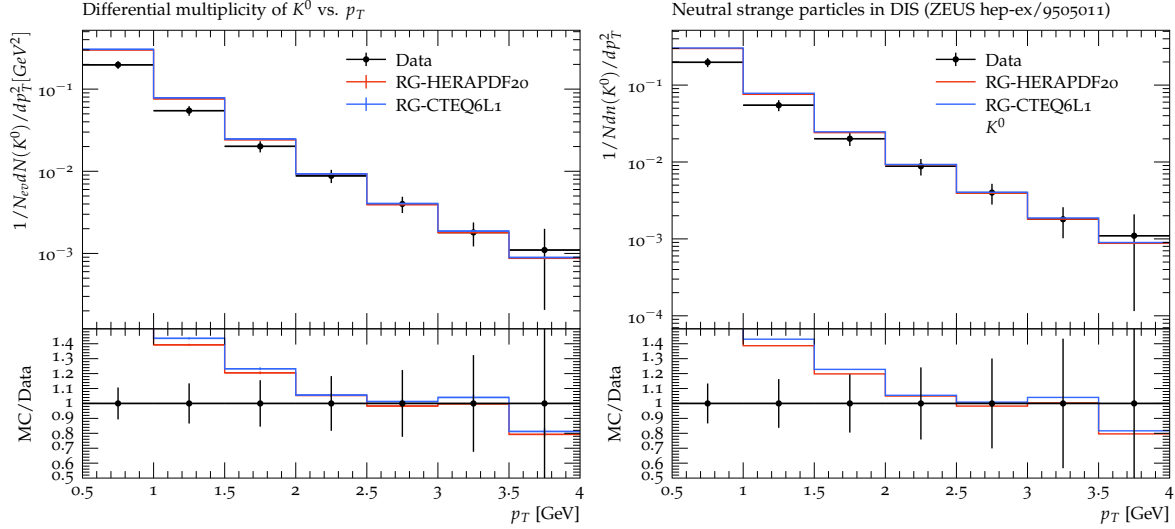 Differential multiplicity of K⁰ vs. p_T
1/N_ev dN(K⁰)/dp_T² [GeV²]
10⁻¹
10⁻²
10⁻³
Data
RG-HERAPDF20
RG-CTEQ6L1
MC/Data
1.4
1.3
1.2
1.1
1
0.9
0.8
0.7
0.6
0.5
0.5 1 1.5 2 2.5 3 3.5 4
p_T [GeV]
Neutral strange particles in DIS (ZEUS hep-ex/9505011)
1/Ndn(K⁰)/dp_T²
10⁻¹
10⁻²
10⁻³
10⁻⁴
Data
RG-HERAPDF20
RG-CTEQ6L1
K⁰
MC/Data
1.4
1.3
1.2
1.1
1
0.9
0.8
0.7
0.6
0.5
0.5 1 1.5 2 2.5 3 3.5 4
p_T [GeV]